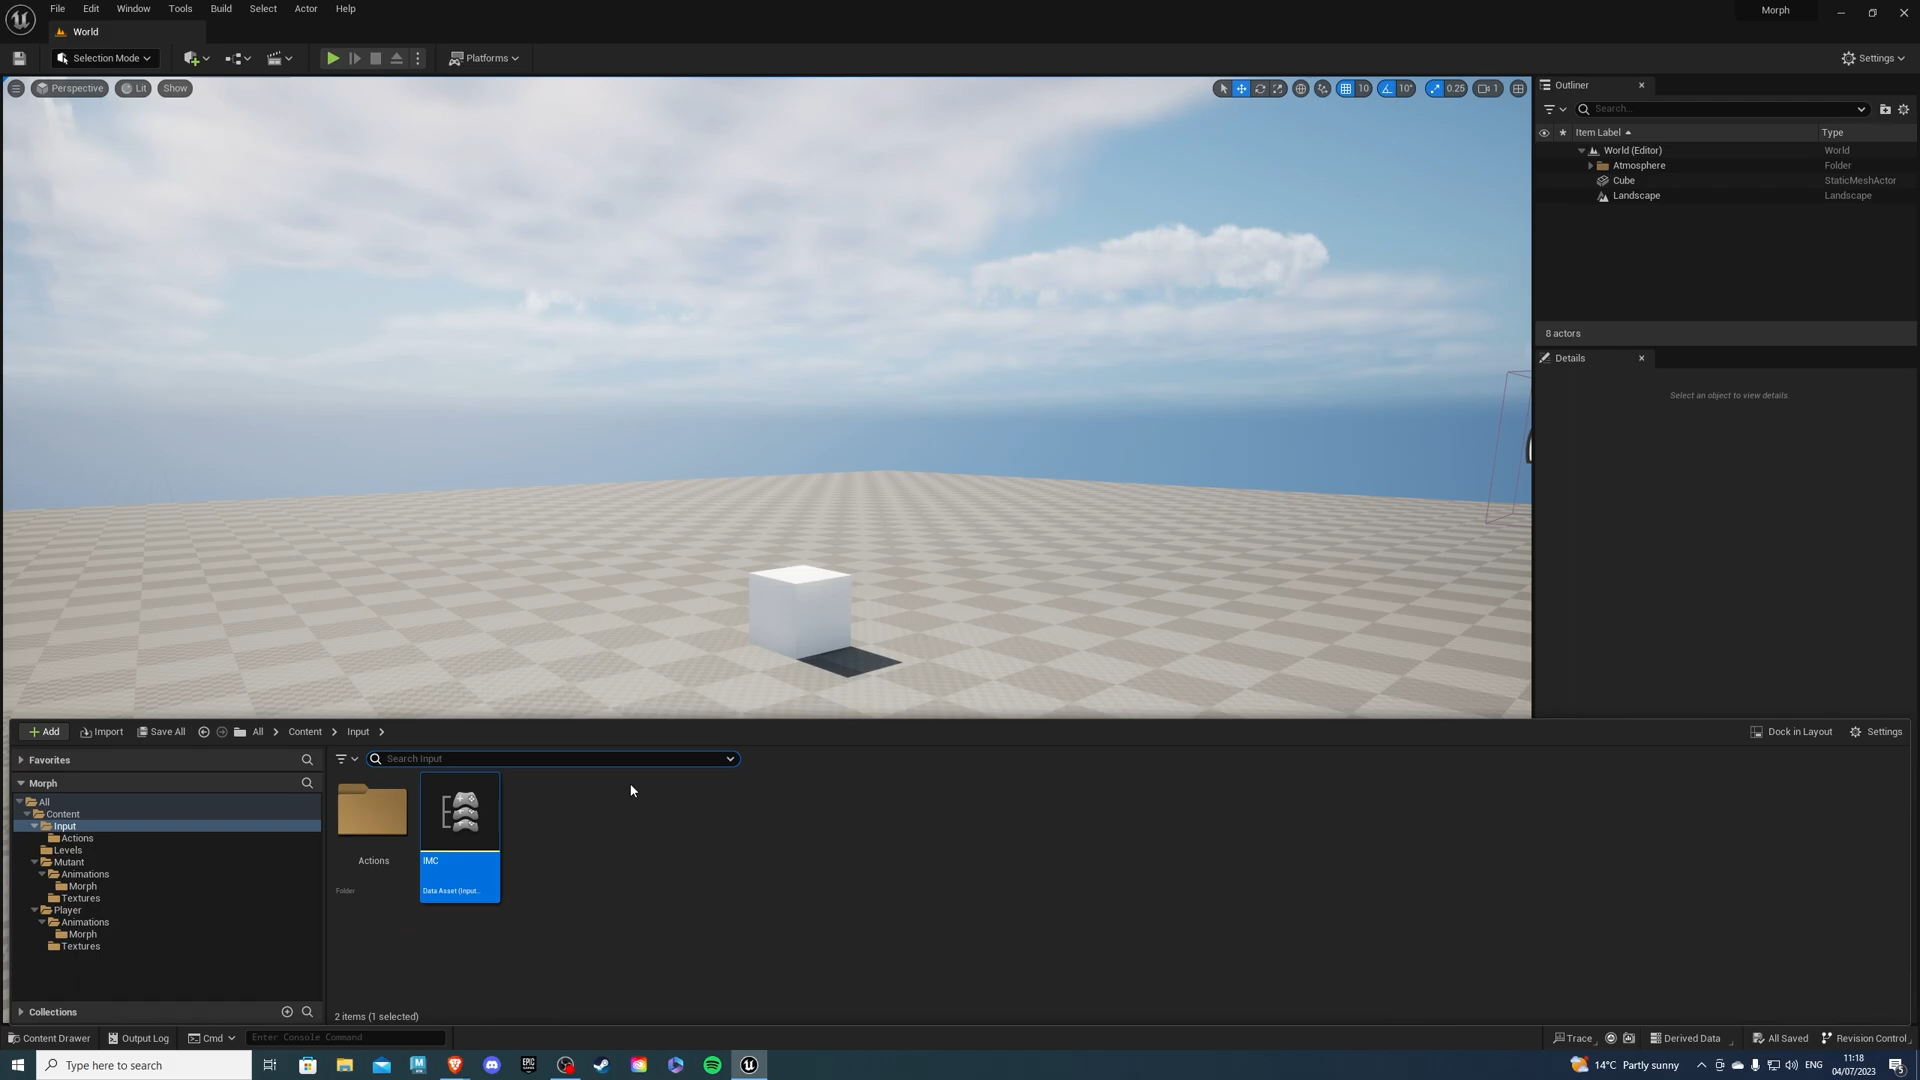 File Edit Window Tools Build Select Actor Help
Morph
World
Selection Mode
Platforms
Settings
Perspective Lit Show
10 10° 0.25 1
Outliner
Search...
Item Label Type
World (Editor) World
Atmosphere Folder
Cube StaticMeshActor
Landscape Landscape
8 actors
Details
Select an object to view details.
+ Add Import Save All All > Content > Input >
Dock in Layout Settings
Favorites
Search Input
Morph
All
Content
Input
Actions
Levels
Mutant
Animations
Morph
Textures
Player
Animations
Morph
Textures
Actions
Folder
IMC
Data Asset (Input...
Collections
2 items (1 selected)
Content Drawer Output Log Cmd Enter Console Command
Trace Derived Data All Saved Revision Control
Type here to search
EPIC
14°C Partly sunny
ENG
11:18
04/07/2023
5